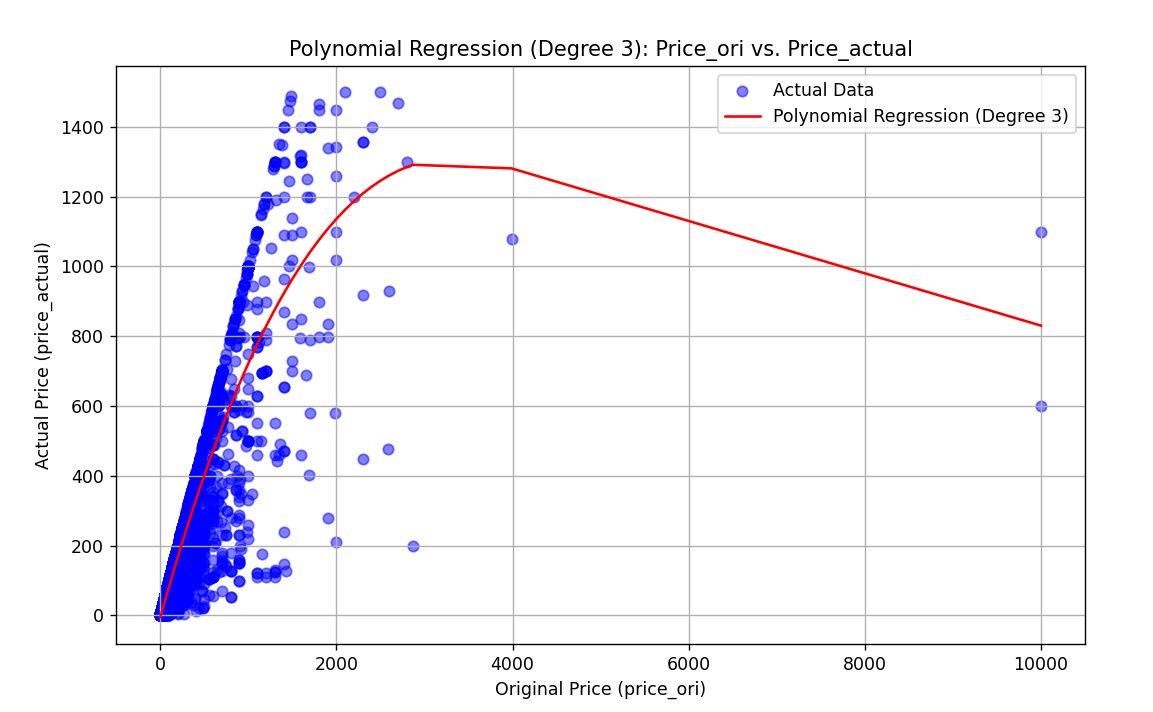 Polynomial Regression (Degree 3): Price_ori vs. Price_actual
Actual Data
Polynomial Regression (Degree 3)
Actual Price (price_actual)
1400
1200
1000
800
600
400
200
0
0 2000 4000 6000 8000 10000
Original Price (price_ori)